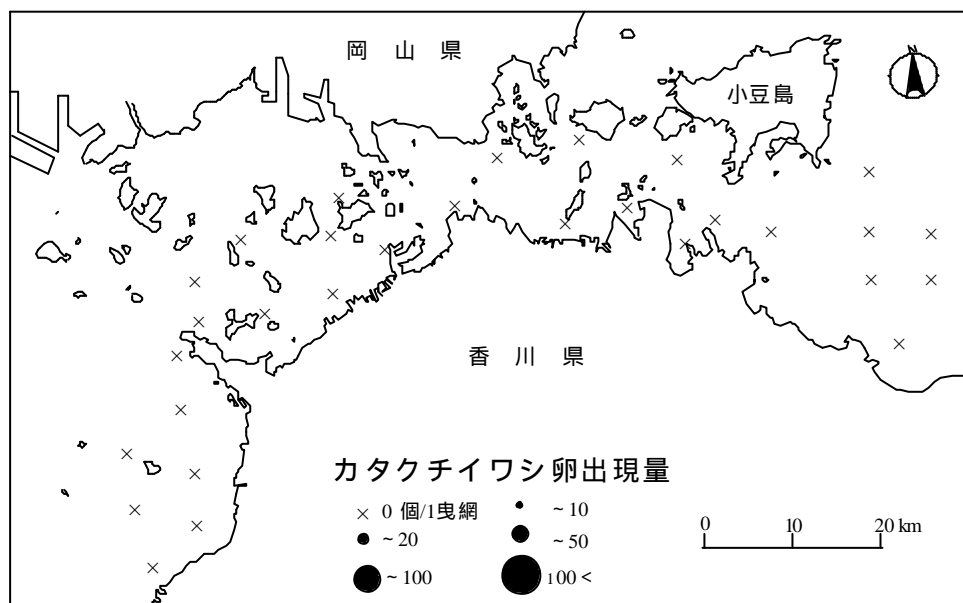 岡 山 県
小豆島
N
香 川 県
カタクチイワシ卵出現量
× 0 個/1曳網
~10
~20
~50
~100
100 <
0 10 20 km